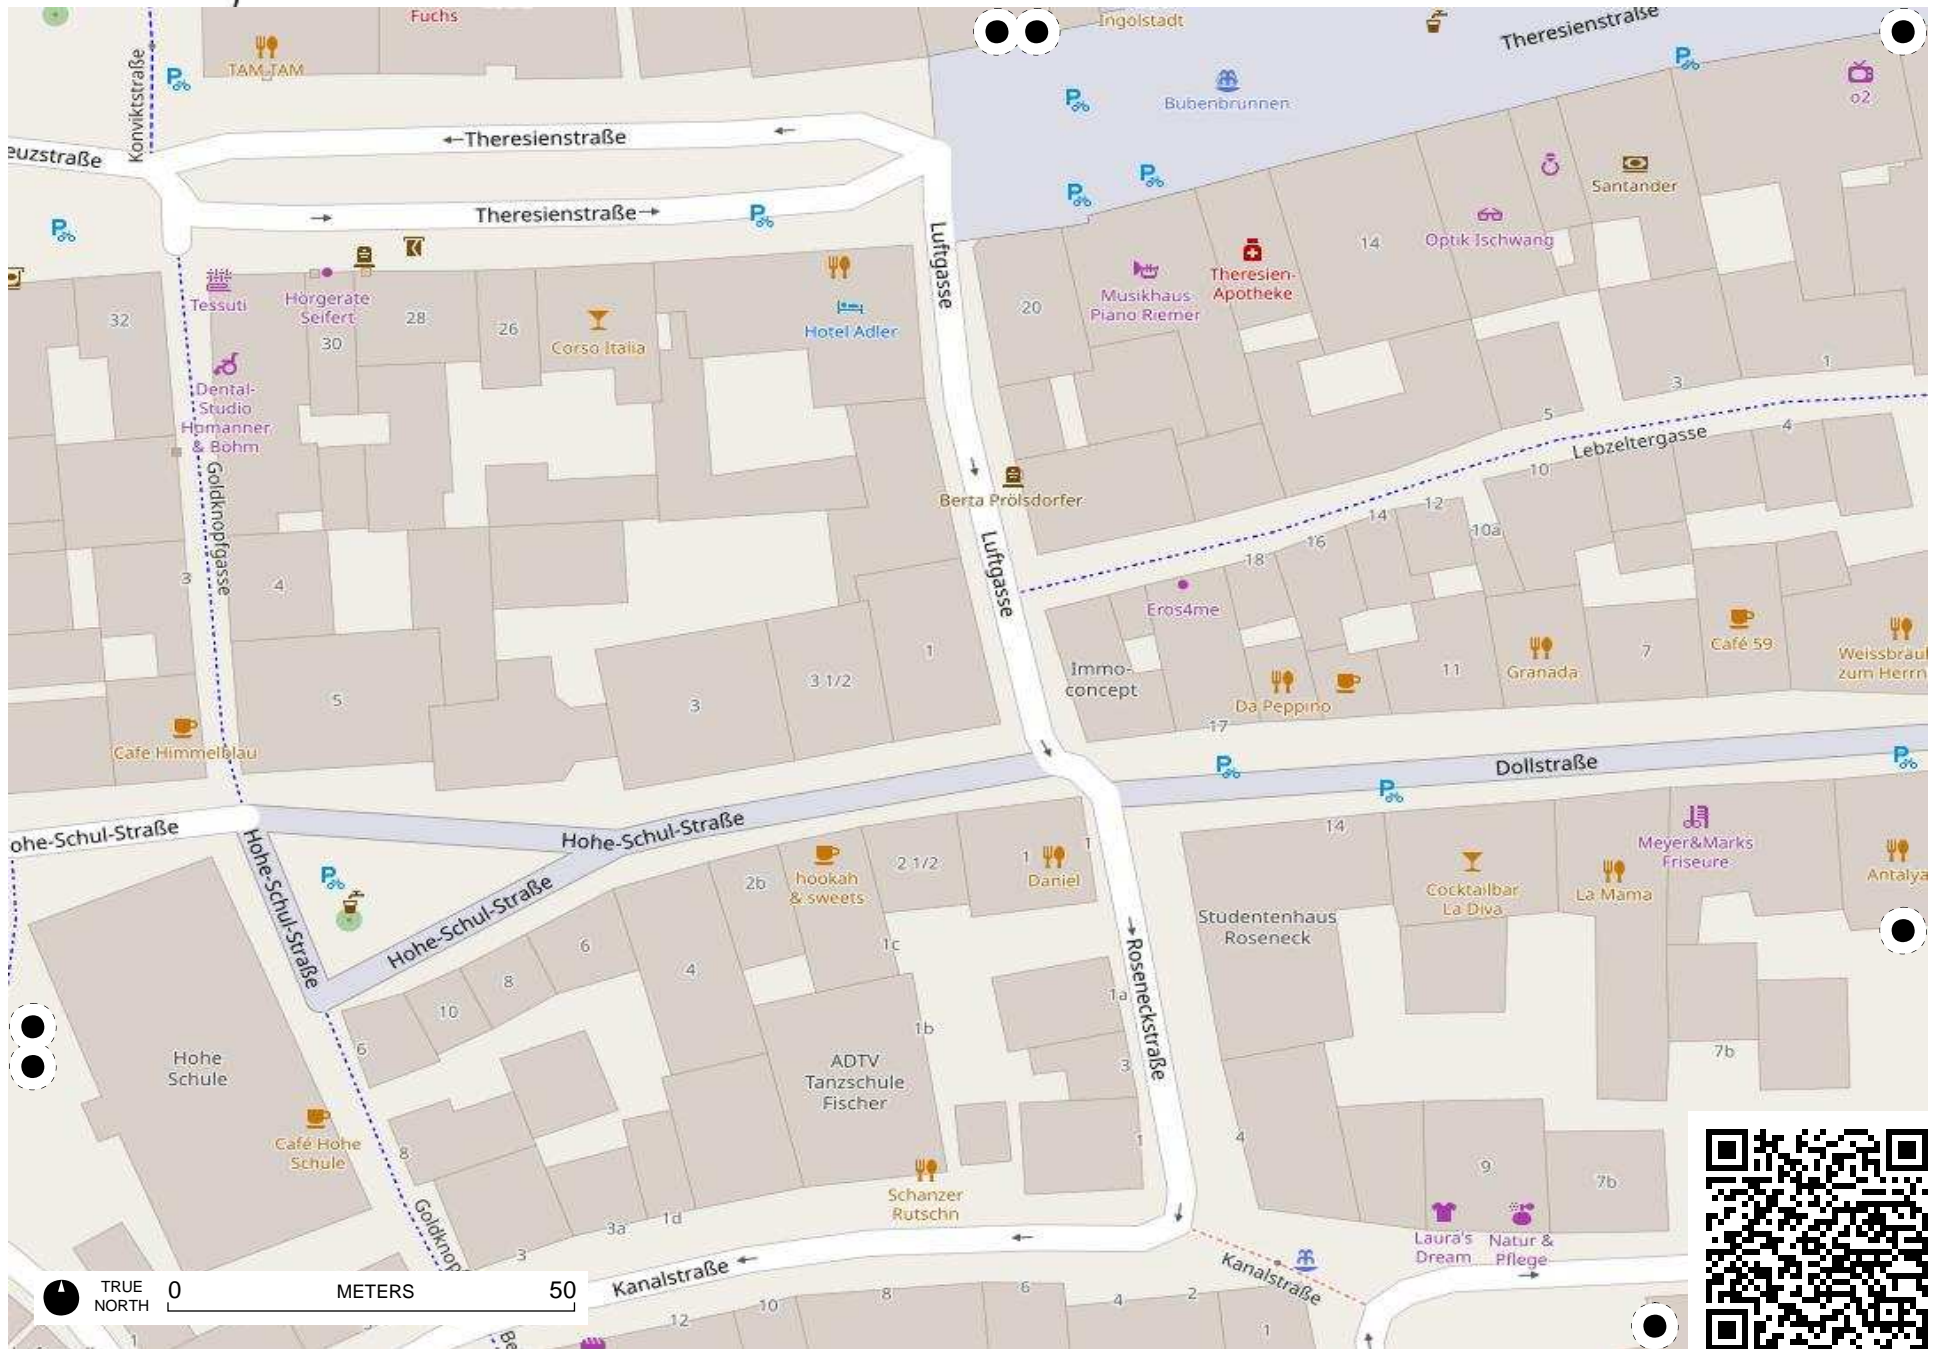 Fuchs
TAM TAM
Ingolstadt
Theresienstraße
Bubenbrunnen
o2
Konviktstraße
euzstraße
←Theresienstraße
Theresienstraße→
Santander
Optik Ischwang
14
Theresien-
Apotheke
Musikhaus
Piano Riemer
20
Luftgasse
Hotel Adler
Corso Italia
26
28
Hörgeräte
Seifert
30
Tessuti
32
Dental-
Studio
Homanner
& Böhm
Goldknopfgasse
1
3
5
Lebzeltergasse
4
10
12
14
10a
16
18
Berta Prölsdorfer
Luftgasse
Eros4me
3
4
5
3
3 1/2
1
Immo-
concept
17
Da Peppino
11
Granada
7
Café 59
Weissbräuh
zum Herrn
Cafe Himmelblau
Dollstraße
ohe-Schul-Straße
Hohe-Schul-Straße
Hohe-Schul-Straße
Hohe-Schul-Straße
2b
hookah
& sweets
2 1/2
1
Daniel
1
14
Meyer&Marks
Friseure
Cocktailbar
La Diva
La Mama
Antalya
Studentenhaus
Roseneck
6
8
10
4
1c
1a
1b
6
Roseneckstraße
Hohe
Schule
ADTV
Tanzschule
Fischer
3
7b
Café Hohe
Schule
8
1
4
9
7b
Schanzer
Rutschn
3a
1d
3
Goldknop
Laura's
Dream
Natur &
Pflege
Kanalstraße
Kanalstraße
12
10
8
6
4
2
1
1
Be
TRUE
NORTH
0 METERS 50